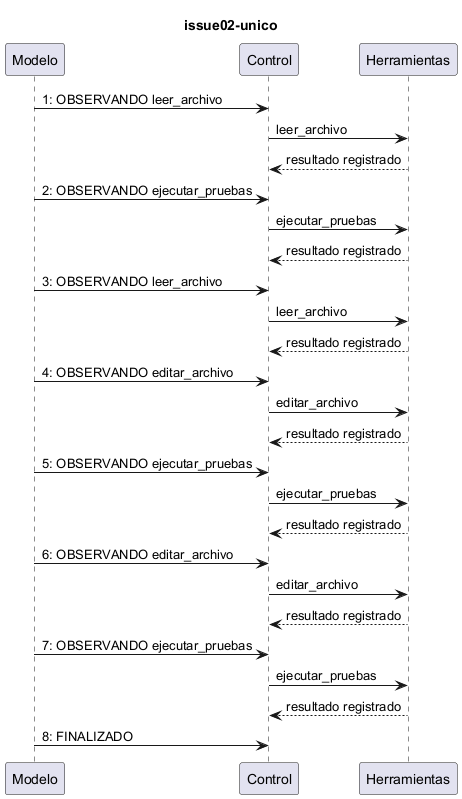 issue02-unico
Modelo Control Herramientas
1: OBSERVANDO leer_archivo
leer_archivo
resultado registrado
2: OBSERVANDO ejecutar_pruebas
ejecutar_pruebas
resultado registrado
3: OBSERVANDO leer_archivo
leer_archivo
resultado registrado
4: OBSERVANDO editar_archivo
editar_archivo
resultado registrado
5: OBSERVANDO ejecutar_pruebas
ejecutar_pruebas
resultado registrado
6: OBSERVANDO editar_archivo
editar_archivo
resultado registrado
7: OBSERVANDO ejecutar_pruebas
ejecutar_pruebas
resultado registrado
8: FINALIZADO
Modelo Control Herramientas